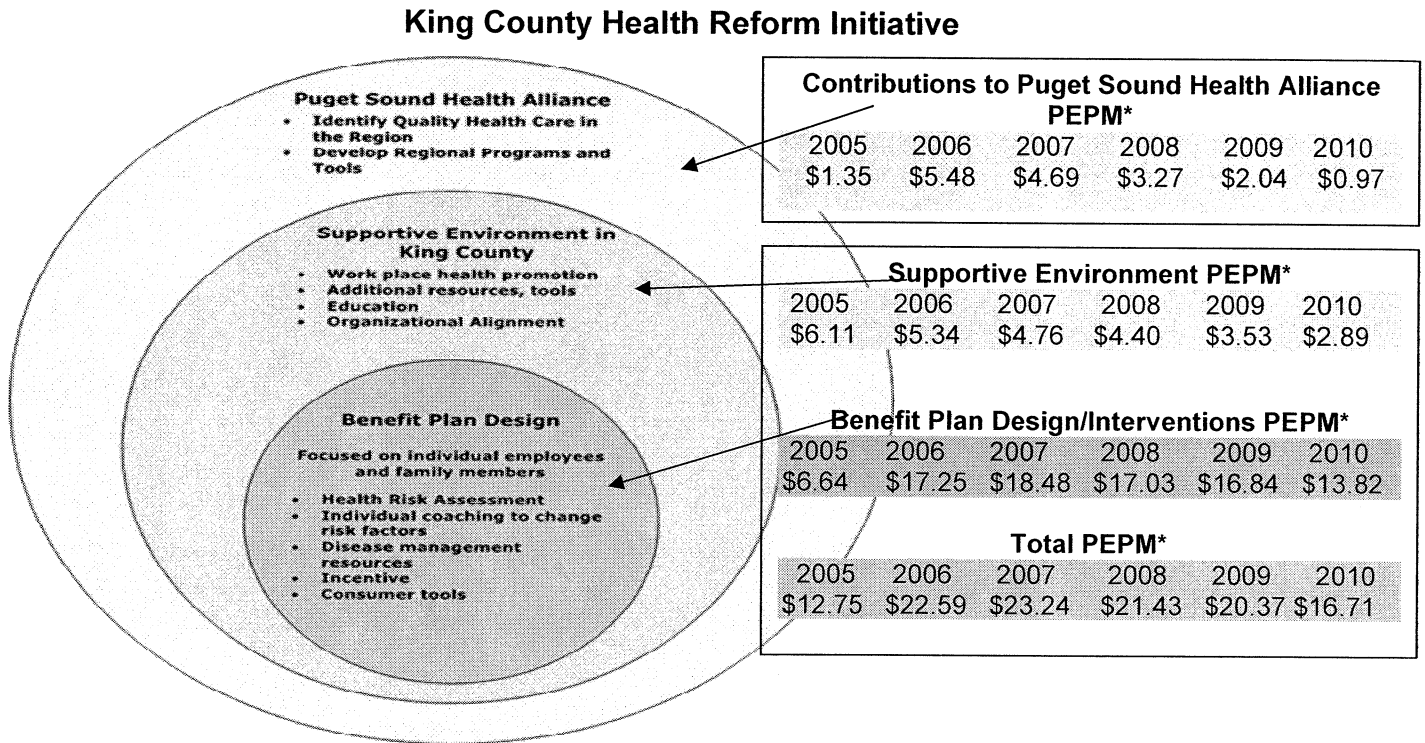 King County Health Reform Initiative
Puget Sound Health Alliance
• Identify Quality Health Care in
the Region
• Develop Regional Programs and
Tools
Supportive Environment in
King County
• Work place health promotion
• Additional resources, tools
• Education
• Organizational Alignment
Benefit Plan Design
Focused on individual employees
and family members
• Health Risk Assessment
• Individual coaching to change
risk factors
• Disease management
resources
• Incentive
• Consumer tools
Contributions to Puget Sound Health Alliance
PEPM*
2005 2006 2007 2008 2009 2010
$1.35 $5.48 $4.69 $3.27 $2.04 $0.97
Supportive Environment PEPM*
2005 2006 2007 2008 2009 2010
$6.11 $5.34 $4.76 $4.40 $3.53 $2.89
Benefit Plan Design/Interventions PEPM*
2005 2006 2007 2008 2009 2010
$6.64 $17.25 $18.48 $17.03 $16.84 $13.82
Total PEPM*
2005 2006 2007 2008 2009 2010
$12.75 $22.59 $23.24 $21.43 $20.37 $16.71